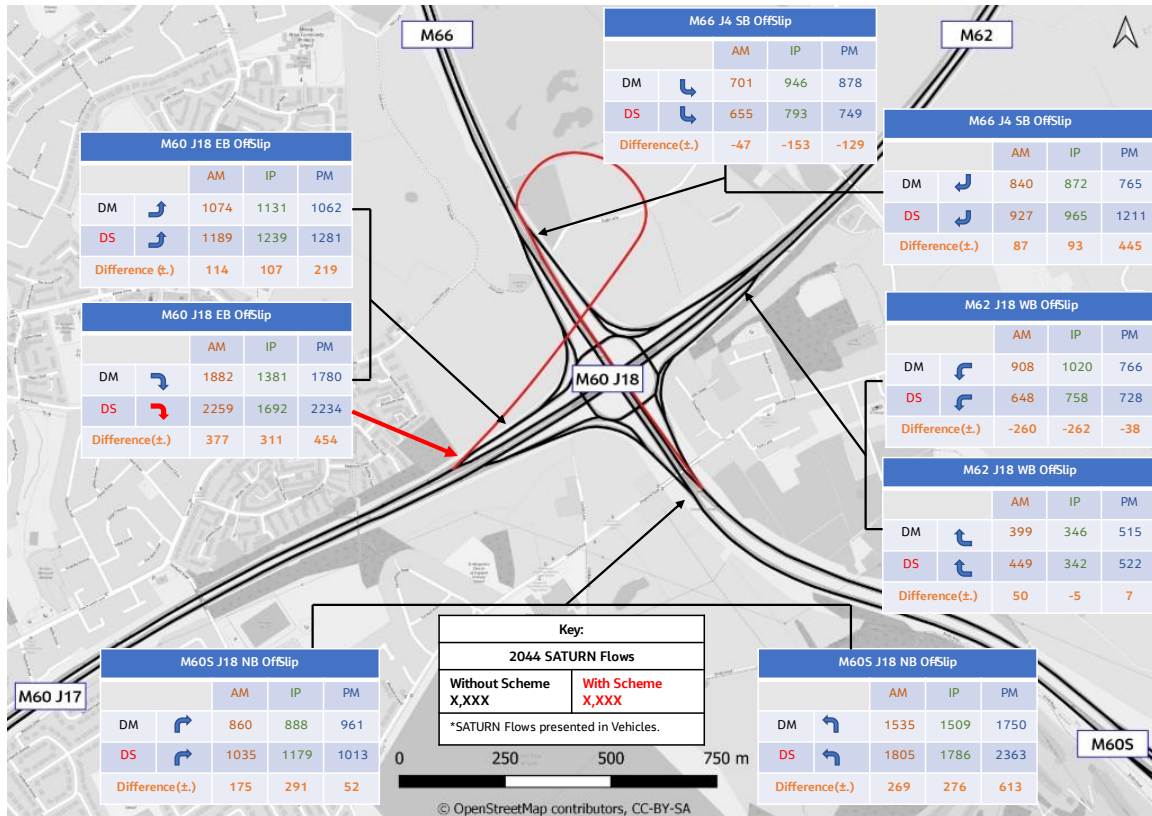 M66
M62
M66 J4 SB OffSlip
AM IP PM
DM 701 946 878
DS 655 793 749
Difference(±.) -47 -153 -129
M66 J4 SB OffSlip
AM IP PM
DM 840 872 765
DS 927 965 1211
Difference(±.) 87 93 445
M60 J18 EB OffSlip
AM IP PM
DM 1074 1131 1062
DS 1189 1239 1281
Difference (±.) 114 107 219
M60 J18 EB OffSlip
AM IP PM
DM 1882 1381 1780
DS 2259 1692 2234
Difference(±.) 377 311 454
M62 J18 WB OffSlip
AM IP PM
DM 908 1020 766
DS 648 758 728
Difference(±.) -260 -262 -38
M60 J18
M62 J18 WB OffSlip
AM IP PM
DM 399 346 515
DS 449 342 522
Difference(±.) 50 -5 7
M60 J17
M60S J18 NB OffSlip
AM IP PM
DM 860 888 961
DS 1035 1179 1013
Difference(±.) 175 291 52
Key:
2044 SATURN Flows
Without Scheme
X,XXX
With Scheme
X,XXX
*SATURN Flows presented in Vehicles.
M60S J18 NB OffSlip
AM IP PM
DM 1535 1509 1750
DS 1805 1786 2363
Difference(±.) 269 276 613
M60S
0 250 500 750 m
© OpenStreetMap contributors, CC-BY-SA